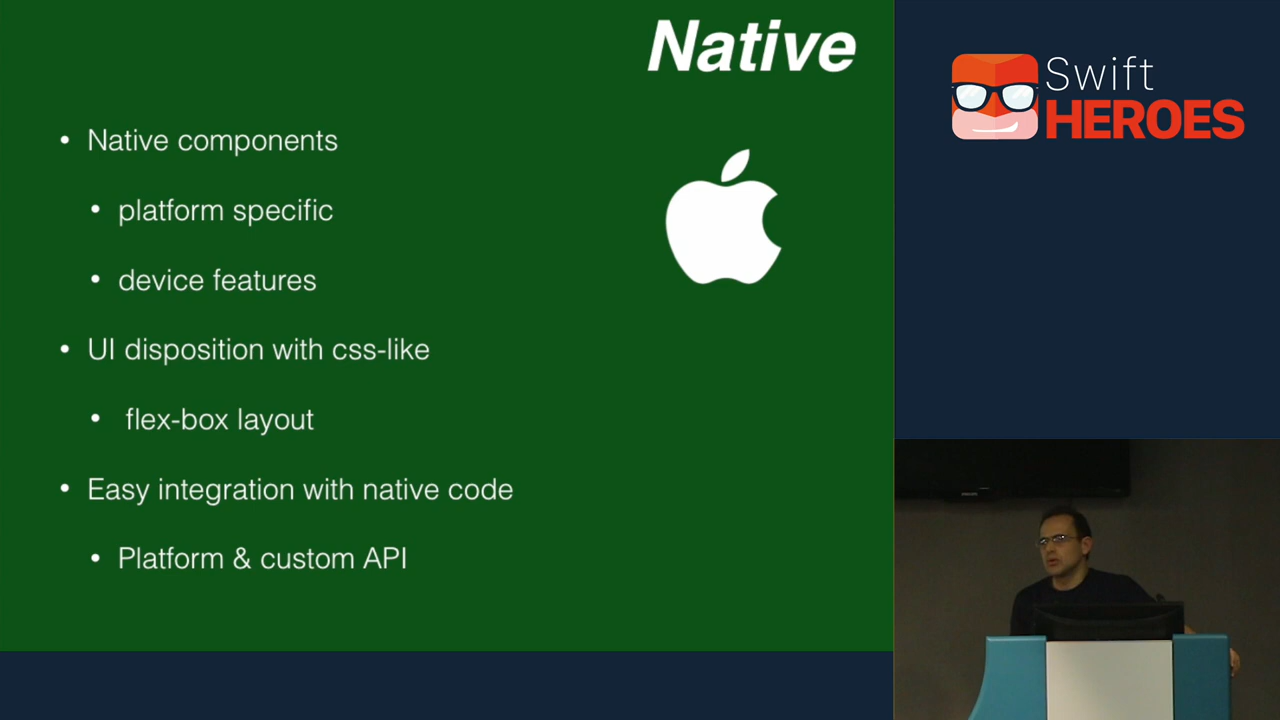 Native
• Native components
• platform specific
• device features
• UI disposition with css-like
• flex-box layout
• Easy integration with native code
• Platform & custom API
Swift
HEROES